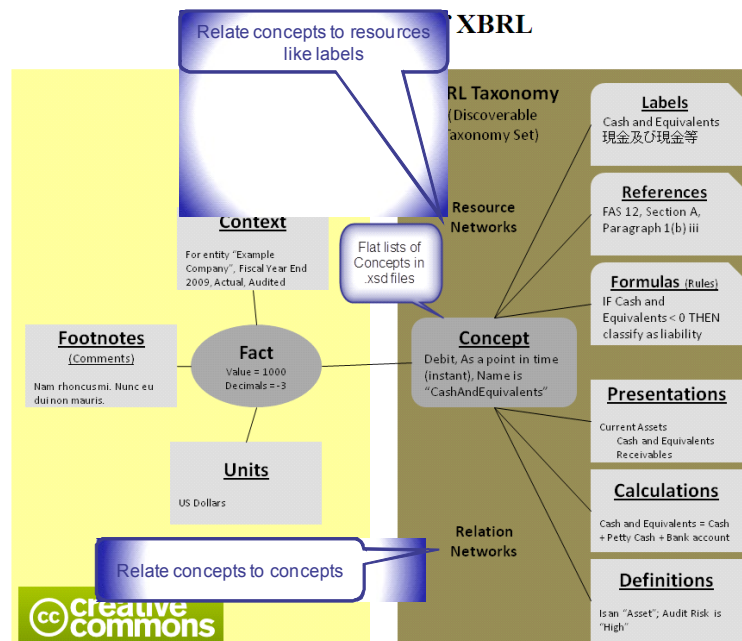 XBRL
Relate concepts to resources
like labels
RL Taxonomy
(Discoverable
axonomy Set)
Labels
Cash and Equivalents
現金及び現金等
References
FAS 12, Section A,
Paragraph 1(b) iii
Resource
Networks
Context
For entity "Example
Company", Fiscal Year End
2009, Actual, Audited
Flat lists of
Concepts in
.xsd files
Formulas (Rules)
IF Cash and
Equivalents < 0 THEN
classify as liability
Footnotes
(Comments)
Nam rhoncus mi. Nunc eu
dui non mauris.
Fact
Value = 1000
Decimals = -3
Concept
Debit, As a point in time
(instant), Name is
"CashAndEquivalents"
Presentations
Current Assets
Cash and Equivalents
Receivables
Units
US Dollars
Calculations
Cash and Equivalents = Cash
+ Petty Cash + Bank account
Relation
Networks
Relate concepts to concepts
Definitions
Is an "Asset"; Audit Risk is
"High"
cc creative
commons